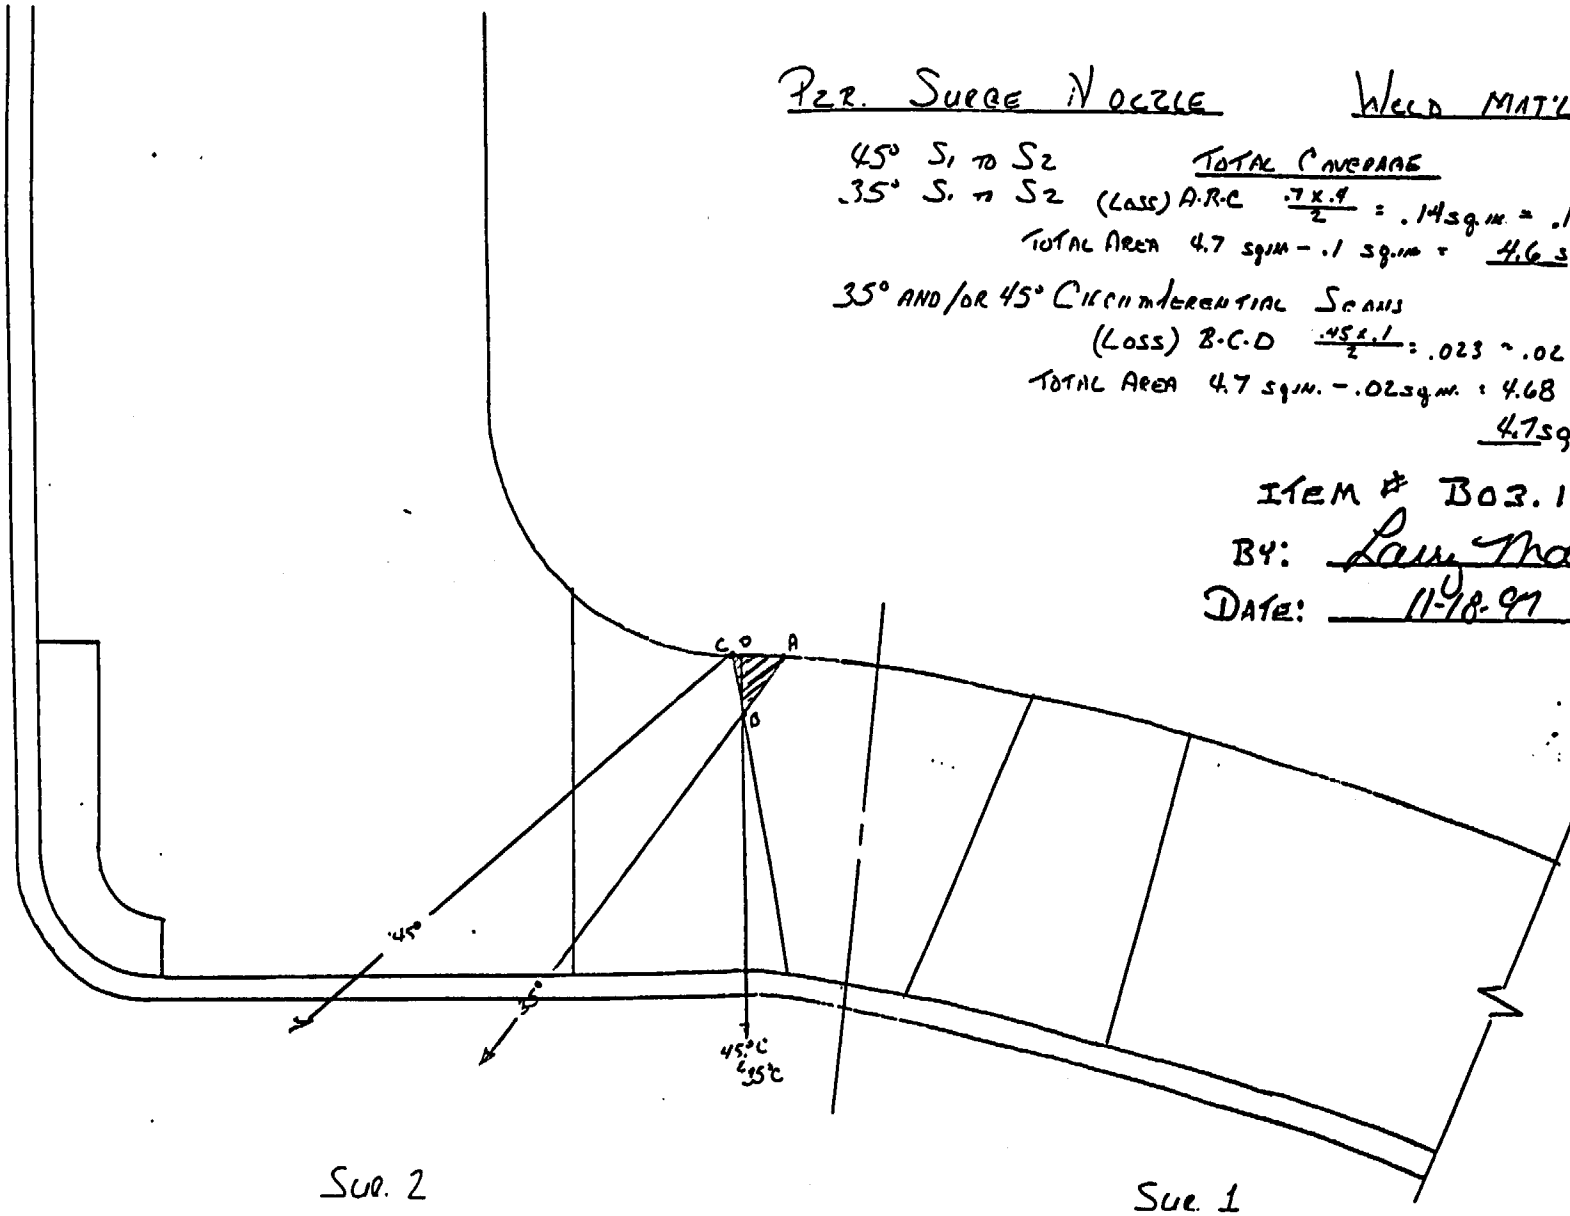 PZR. SURGE NOZZLE WELD MAT'L
45° S1 TO S2 TOTAL COVERAGE
35° S1 TO S2 (LOSS) A-B-C .7 x .4 / 2 = .14 sq.in. = .1
TOTAL AREA 4.7 sq.in - .1 sq.in = 4.6 s
35° AND/OR 45° CIRCUMFERENTIAL SCANS
(LOSS) B-C-D .45 x .1 / 2 = .023 ~ .02
TOTAL AREA 4.7 sq.in. - .02 sq.in. = 4.68
4.7 sq
ITEM # B03.1
BY: Larry
DATE: 11-18-97
C D A
B
45°
35°
45°C
35°C
SUR. 2
SUR. 1